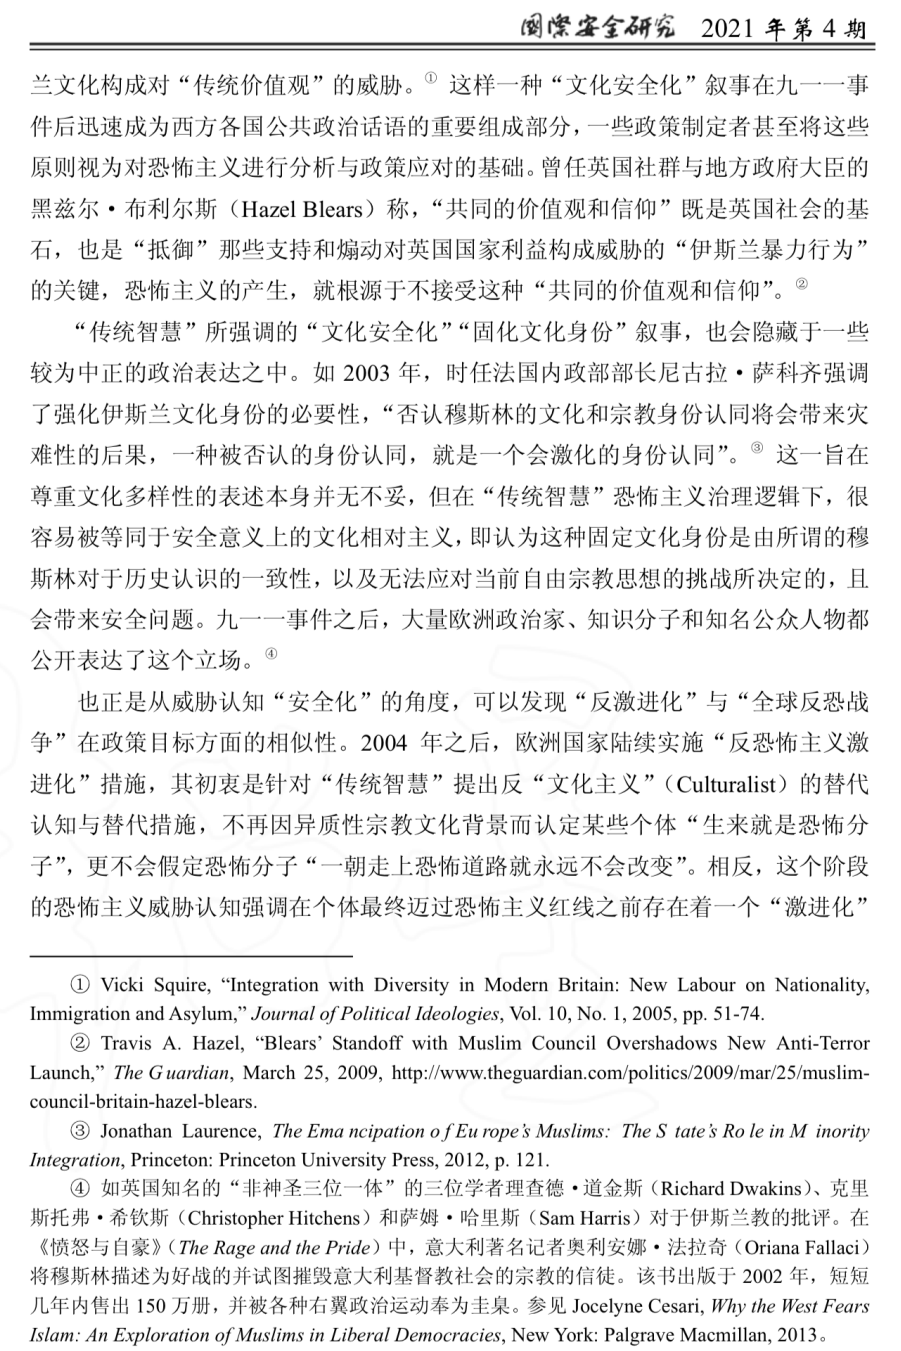 國際安全研究 2021 年第 4 期
兰文化构成对“传统价值观”的威胁。① 这样一种“文化安全化”叙事在九一一事
件后迅速成为西方各国公共政治话语的重要组成部分，一些政策制定者甚至将这些
原则视为对恐怖主义进行分析与政策应对的基础。曾任英国社群与地方政府大臣的
黑兹尔·布利尔斯（Hazel Blears）称，“共同的价值观和信仰”既是英国社会的基
石，也是“抵御”那些支持和煽动对英国国家利益构成威胁的“伊斯兰暴力行为”
的关键，恐怖主义的产生，就根源于不接受这种“共同的价值观和信仰”。②
“传统智慧”所强调的“文化安全化”“固化文化身份”叙事，也会隐藏于一些
较为中正的政治表达之中。如 2003 年，时任法国内政部部长尼古拉·萨科齐强调
了强化伊斯兰文化身份的必要性，“否认穆斯林的文化和宗教身份认同将会带来灾
难性的后果，一种被否认的身份认同，就是一个会激化的身份认同”。③ 这一旨在
尊重文化多样性的表述本身并无不妥，但在“传统智慧”恐怖主义治理逻辑下，很
容易被等同于安全意义上的文化相对主义，即认为这种固定文化身份是由所谓的穆
斯林对于历史认识的一致性，以及无法应对当前自由宗教思想的挑战所决定的，且
会带来安全问题。九一一事件之后，大量欧洲政治家、知识分子和知名公众人物都
公开表达了这个立场。④
也正是从威胁认知“安全化”的角度，可以发现“反激进化”与“全球反恐战
争”在政策目标方面的相似性。2004 年之后，欧洲国家陆续实施“反恐怖主义激
进化”措施，其初衷是针对“传统智慧”提出反“文化主义”（Culturalist）的替代
认知与替代措施，不再因异质性宗教文化背景而认定某些个体“生来就是恐怖分
子”，更不会假定恐怖分子“一朝走上恐怖道路就永远不会改变”。相反，这个阶段
的恐怖主义威胁认知强调在个体最终迈过恐怖主义红线之前存在着一个“激进化”
① Vicki Squire, “Integration with Diversity in Modern Britain: New Labour on Nationality,
Immigration and Asylum,” Journal of Political Ideologies, Vol. 10, No. 1, 2005, pp. 51-74.
② Travis A. Hazel, “Blears’ Standoff with Muslim Council Overshadows New Anti-Terror
Launch,” The G uardian, March 25, 2009, http://www.theguardian.com/politics/2009/mar/25/muslim-
council-britain-hazel-blears.
③ Jonathan Laurence, The Ema ncipation o f Eu rope’s Muslims: The S tate’s Ro le in M inority
Integration, Princeton: Princeton University Press, 2012, p. 121.
④ 如英国知名的“非神圣三位一体”的三位学者理查德·道金斯（Richard Dwakins）、克里
斯托弗·希钦斯（Christopher Hitchens）和萨姆·哈里斯（Sam Harris）对于伊斯兰教的批评。在
《愤怒与自豪》（The Rage and the Pride）中，意大利著名记者奥利安娜·法拉奇（Oriana Fallaci）
将穆斯林描述为好战的并试图摧毁意大利基督教社会的宗教的信徒。该书出版于 2002 年，短短
几年内售出 150 万册，并被各种右翼政治运动奉为圭臬。参见 Jocelyne Cesari, Why the West Fears
Islam: An Exploration of Muslims in Liberal Democracies, New York: Palgrave Macmillan, 2013。